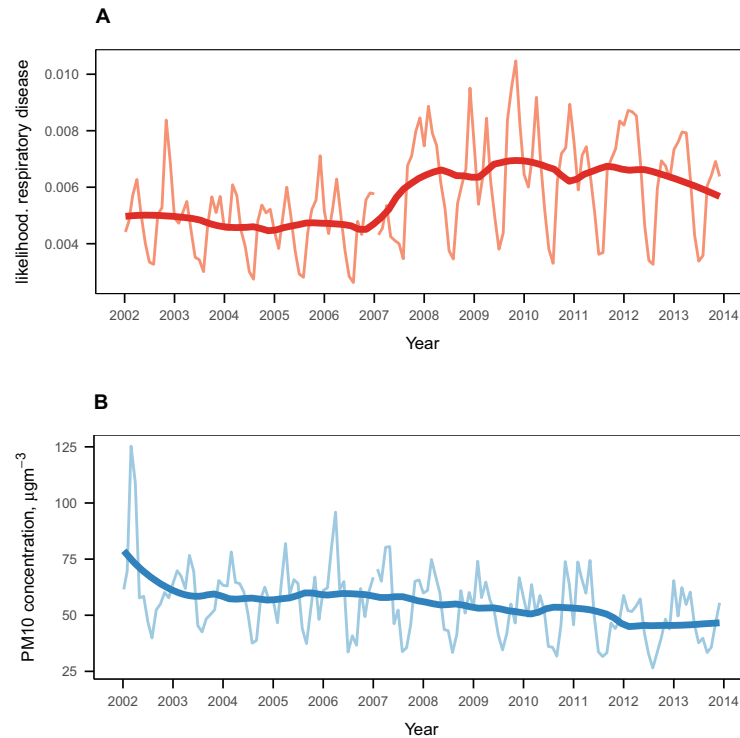 A
likelihood. respiratory disease
0.010
0.008
0.006
0.004
2002 2003 2004 2005 2006 2007 2008 2009 2010 2011 2012 2013 2014
Year
B
PM10 concentration, μgm⁻³
125
100
75
50
25
2002 2003 2004 2005 2006 2007 2008 2009 2010 2011 2012 2013 2014
Year